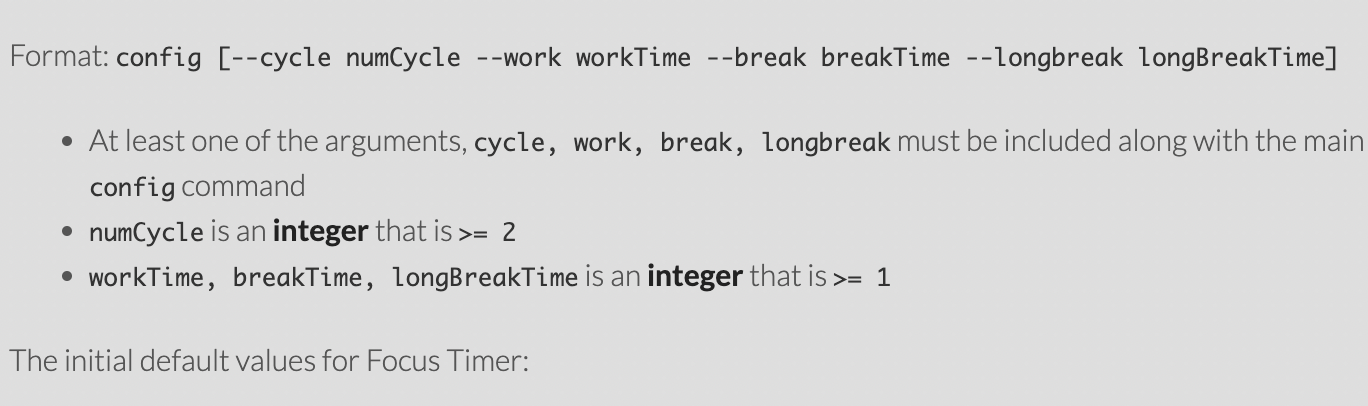 Format: config [--cycle numCycle --work workTime --break breakTime --longbreak longBreakTime]
• At least one of the arguments, cycle, work, break, longbreak must be included along with the main
config command
• numCycle is an integer that is >= 2
• workTime, breakTime, longBreakTime is an integer that is >= 1
The initial default values for Focus Timer: